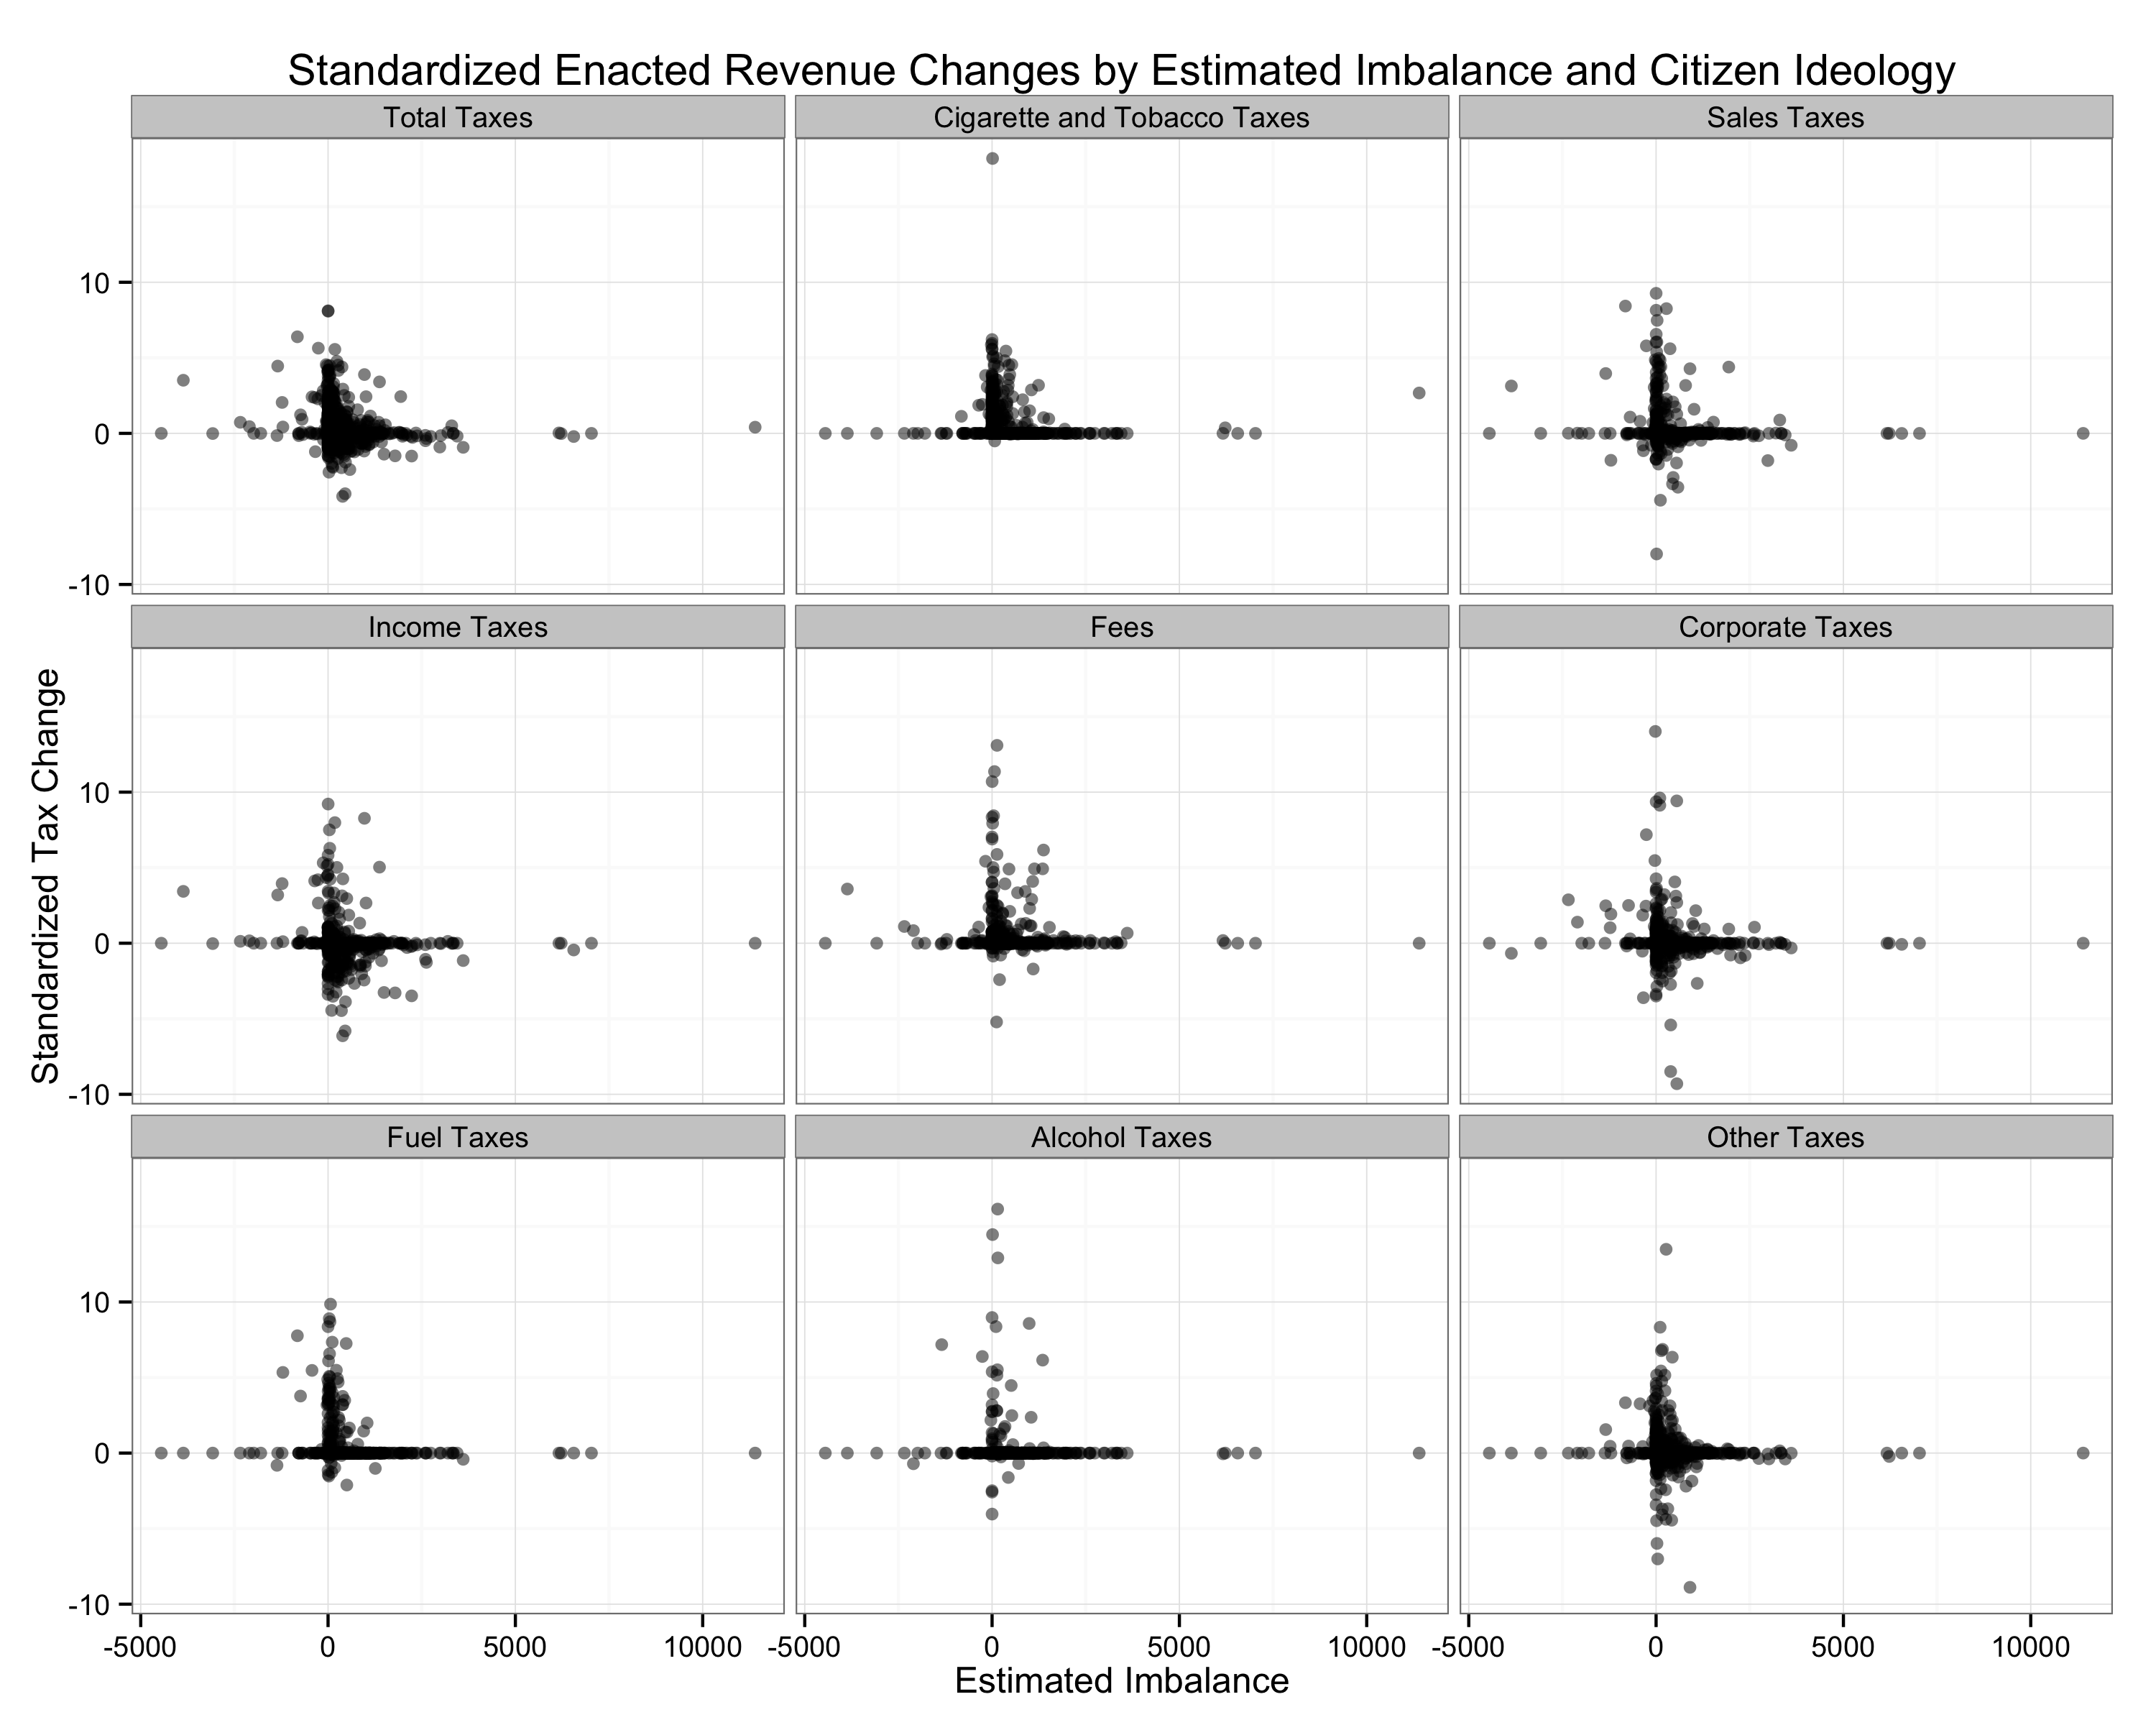 Standardized Enacted Revenue Changes by Estimated Imbalance and Citizen Ideology
Total Taxes
Cigarette and Tobacco Taxes
Sales Taxes
10
0
-10
Income Taxes
Fees
Corporate Taxes
10
0
-10
Standardized Tax Change
Fuel Taxes
Alcohol Taxes
Other Taxes
10
0
-10
-5000 0 5000 10000 -5000 0 5000 10000 -5000 0 5000 10000
Estimated Imbalance